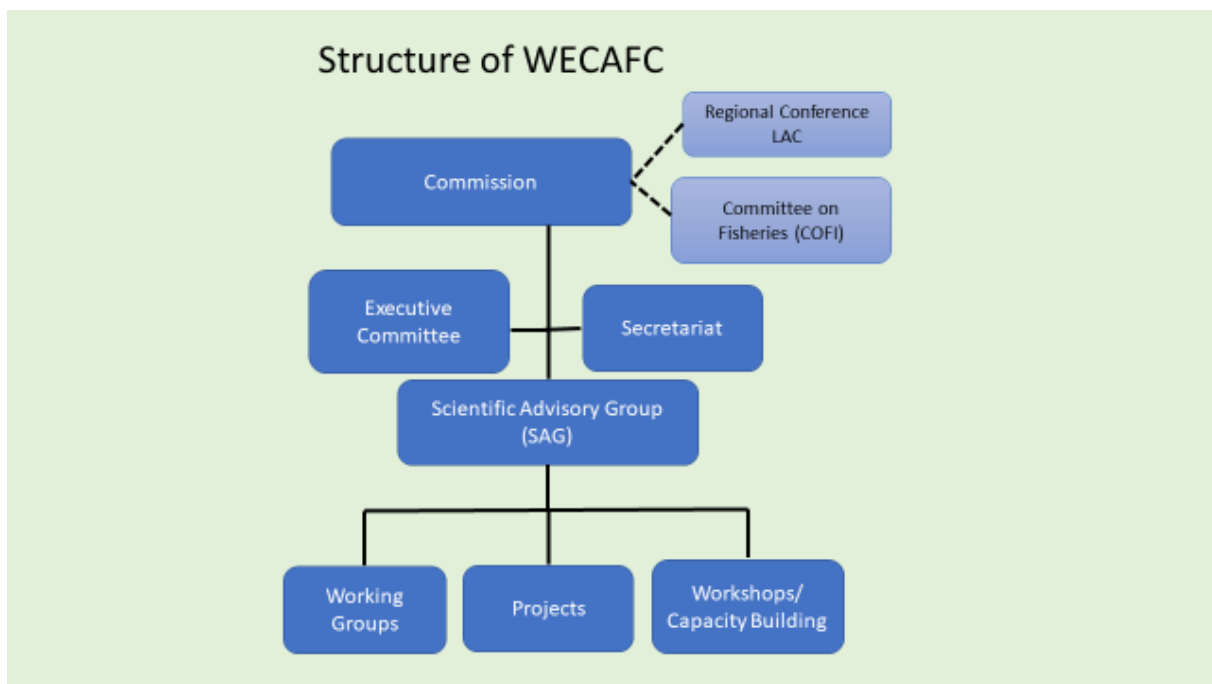 Structure of WECAFC
Regional Conference
LAC
Commission
Committee on
Fisheries (COFI)
Executive
Committee
Secretariat
Scientific Advisory Group
(SAG)
Working
Groups
Projects
Workshops/
Capacity Building